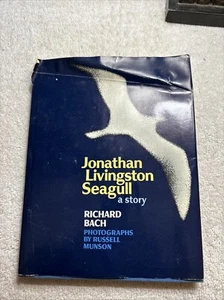 Jonathan
Livingston
Seagull
a story
RICHARD
BACH
PHOTOGRAPHS
BY RUSSELL
MUNSON